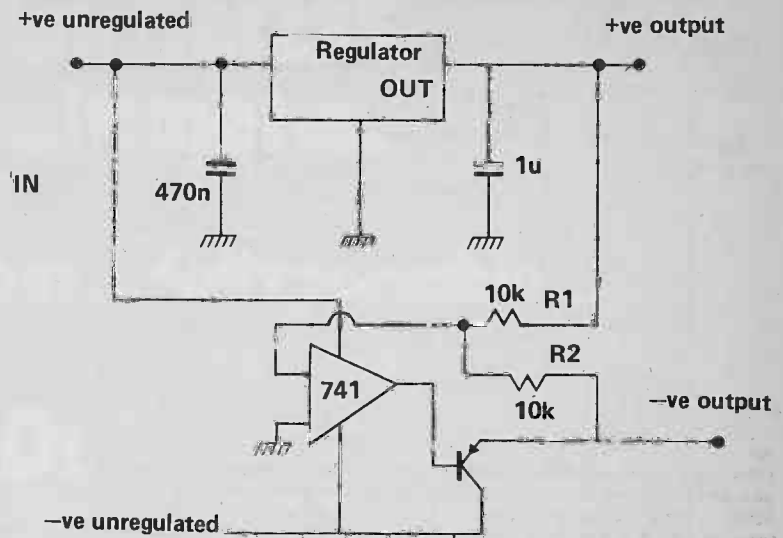 +ve unregulated
+ve output
Regulator
OUT
IN
470n
1u
10k R1
R2
10k
741
—ve output
—ve unregulated